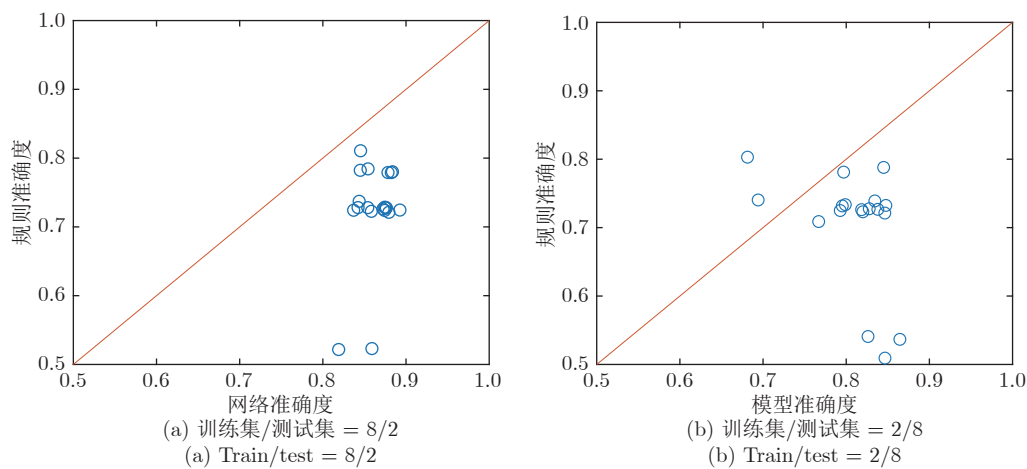 1.0
0.9
0.8
0.7
0.6
0.5
规则准确度
0.5 0.6 0.7 0.8 0.9 1.0
网络准确度
(a) 训练集/测试集 = 8/2
(a) Train/test = 8/2
1.0
0.9
0.8
0.7
0.6
0.5
规则准确度
0.5 0.6 0.7 0.8 0.9 1.0
模型准确度
(b) 训练集/测试集 = 2/8
(b) Train/test = 2/8